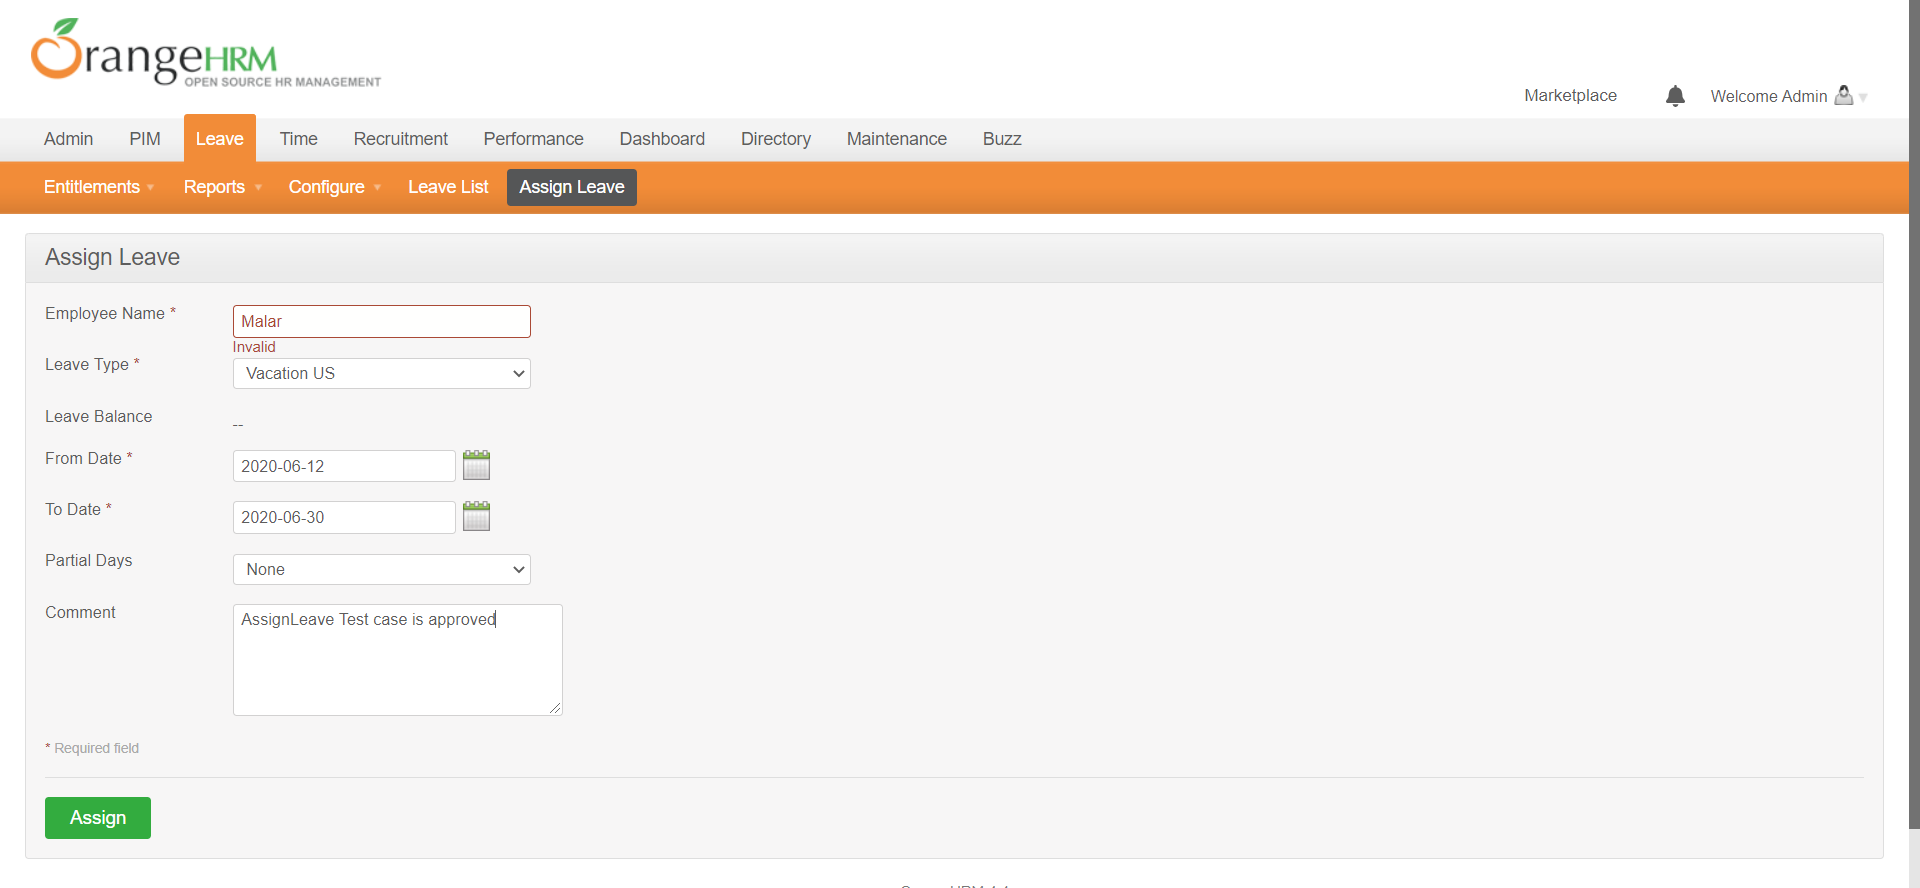 OrangeHRM
OPEN SOURCE HR MANAGEMENT
Marketplace
Welcome Admin
Admin PIM Leave Time Recruitment Performance Dashboard Directory Maintenance Buzz
Entitlements Reports Configure Leave List Assign Leave
Assign Leave
Employee Name *
Malar
Invalid
Leave Type *
Vacation US
Leave Balance
--
From Date *
2020-06-12
To Date *
2020-06-30
Partial Days
None
Comment
AssignLeave Test case is approved
* Required field
Assign